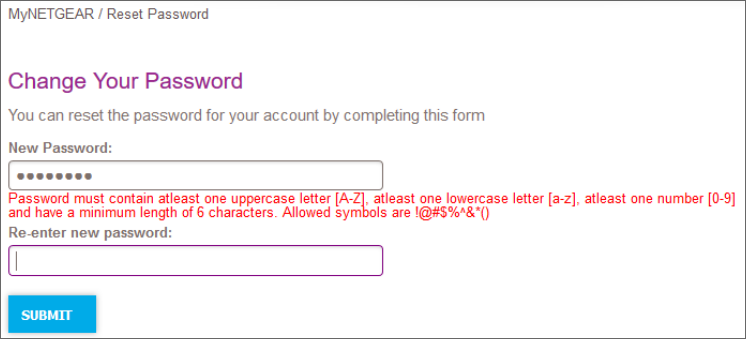 MyNETGEAR / Reset Password
Change Your Password
You can reset the password for your account by completing this form
New Password:
●●●●●●●●
Password must contain atleast one uppercase letter [A-Z], atleast one lowercase letter [a-z], atleast one number [0-9]
and have a minimum length of 6 characters. Allowed symbols are !@#$%^&*()
Re-enter new password:
SUBMIT